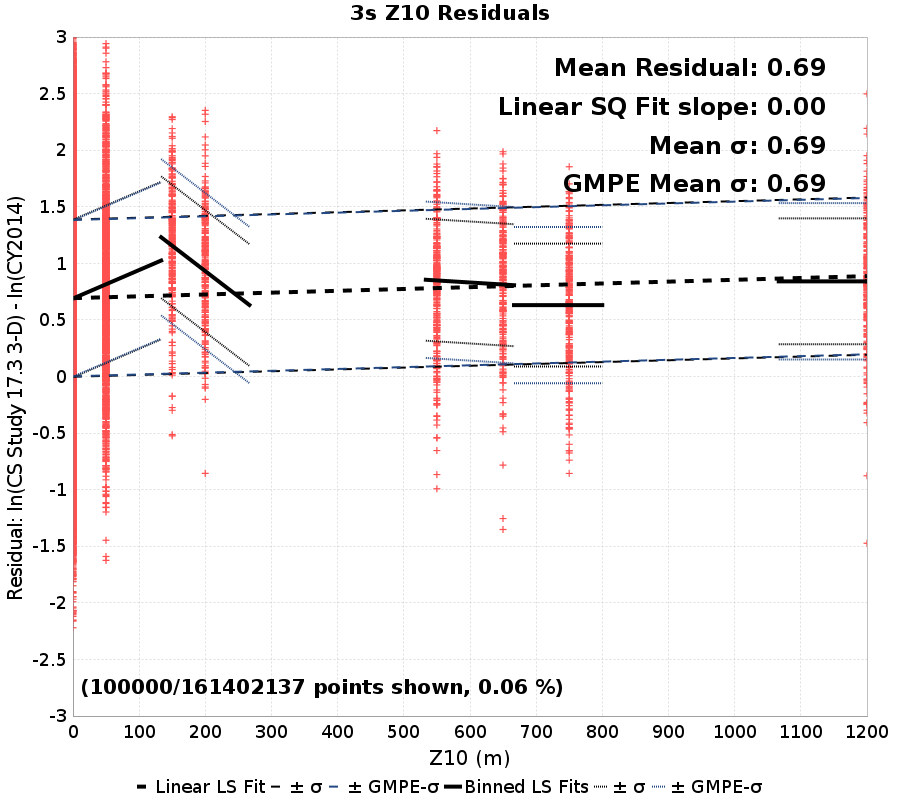 3s Z10 Residuals
Mean Residual: 0.69
Linear SQ Fit slope: 0.00
Mean σ: 0.69
GMPE Mean σ: 0.69
3
2.5
2
1.5
1
0.5
0
-0.5
-1
-1.5
-2
-2.5
-3
Residual: ln(CS Study 17.3 3-D) - ln(CY2014)
(100000/161402137 points shown, 0.06 %)
0 100 200 300 400 500 600 700 800 900 1000 1100 1200
Z10 (m)
Linear LS Fit ± σ ± GMPE-σ Binned LS Fits ± σ ± GMPE-σ